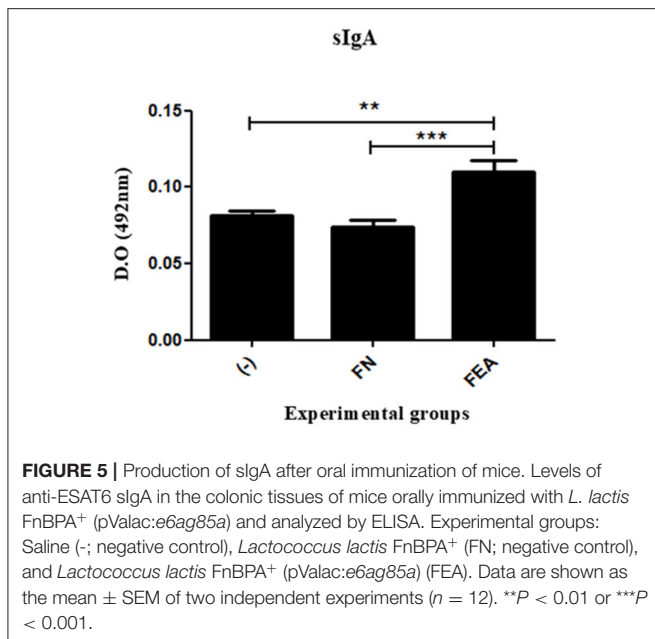 sIgA
**
***
0.15
0.10
0.05
0.00
D.O (492nm)
(-)
FN
FEA
Experimental groups
FIGURE 5 | Production of sIgA after oral immunization of mice. Levels of
anti-ESAT6 sIgA in the colonic tissues of mice orally immunized with L. lactis
FnBPA+ (pValac:e6ag85a) and analyzed by ELISA. Experimental groups:
Saline (-; negative control), Lactococcus lactis FnBPA+ (FN; negative control),
and Lactococcus lactis FnBPA+ (pValac:e6ag85a) (FEA). Data are shown as
the mean ± SEM of two independent experiments (n = 12). **P < 0.01 or ***P
< 0.001.